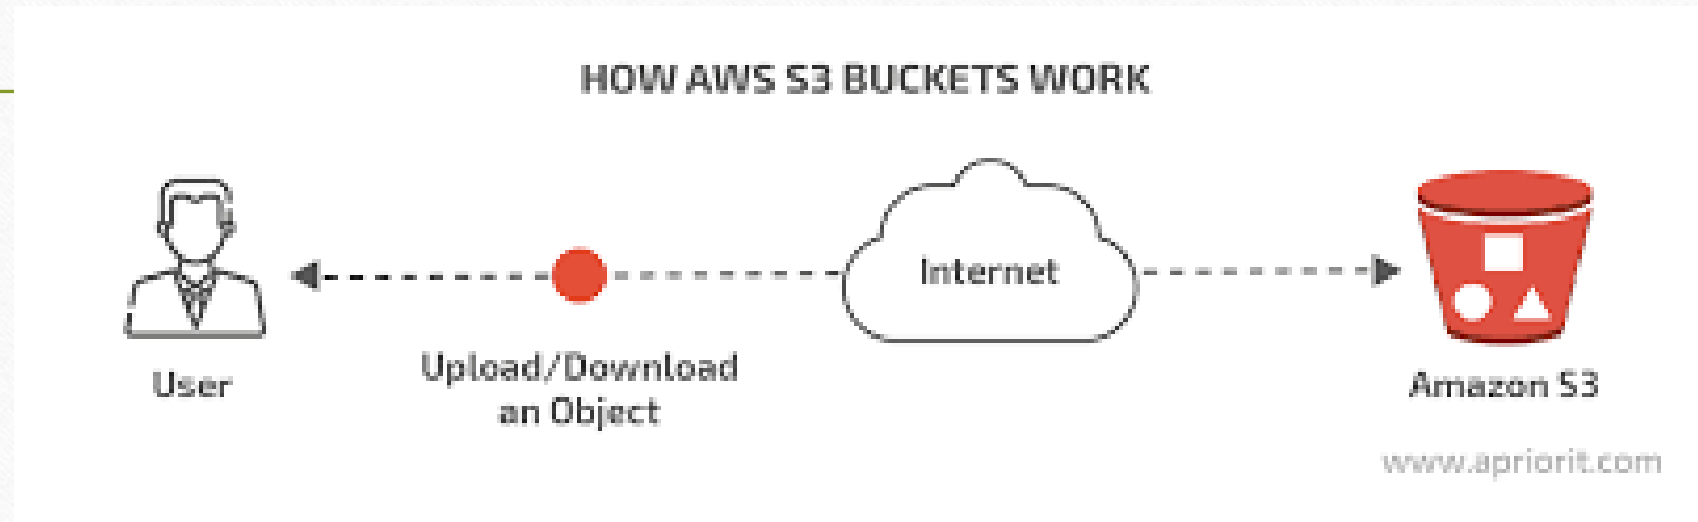 HOW AWS S3 BUCKETS WORK
Internet
Upload/Download
an Object
User
Amazon S3
www.apriorit.com